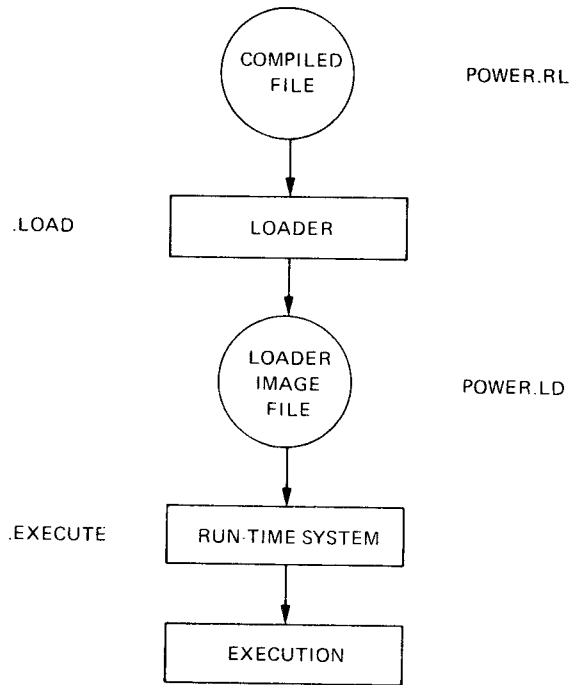 COMPILED
FILE
POWER.RL
.LOAD
LOADER
LOADER
IMAGE
FILE
POWER.LD
.EXECUTE
RUN-TIME SYSTEM
EXECUTION